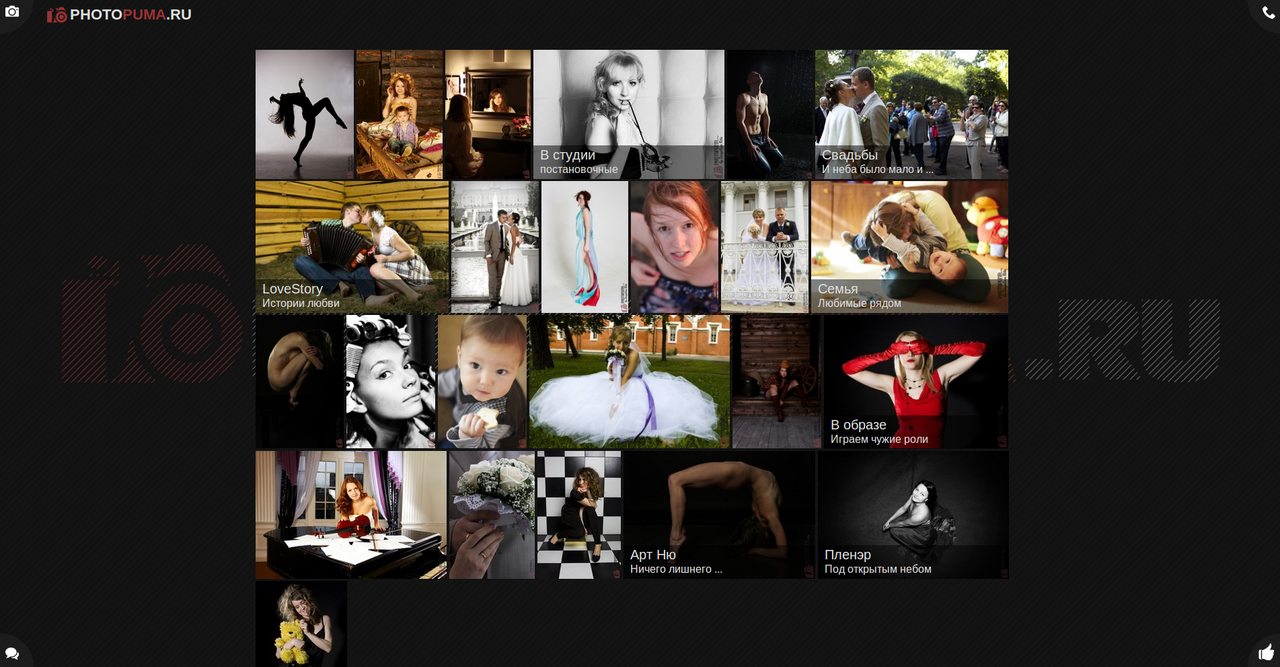 PHOTOPUMA.RU
В студии
постановочные
Свадьбы
И неба было мало и ...
LoveStory
Истории любви
Семья
Любимые рядом
.RU
В образе
Играем чужие роли
Арт Ню
Ничего лишнего ...
Пленэр
Под открытым небом